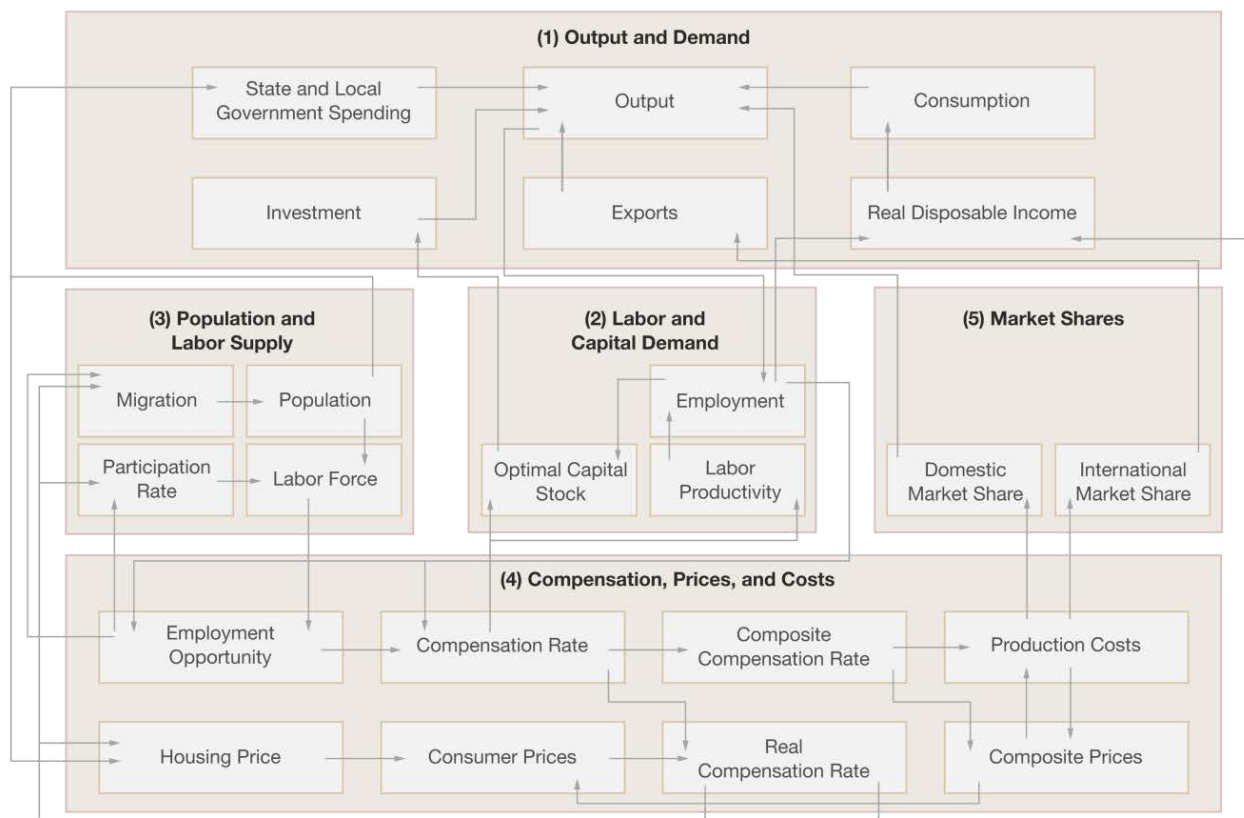 (1) Output and Demand
State and Local
Government Spending
Output
Consumption
Investment
Exports
Real Disposable Income
(3) Population and
Labor Supply
Migration
Population
Participation
Rate
Labor Force
(2) Labor and
Capital Demand
Employment
Optimal Capital
Stock
Labor
Productivity
(5) Market Shares
Domestic
Market Share
International
Market Share
(4) Compensation, Prices, and Costs
Employment
Opportunity
Compensation Rate
Composite
Compensation Rate
Production Costs
Housing Price
Consumer Prices
Real
Compensation Rate
Composite Prices